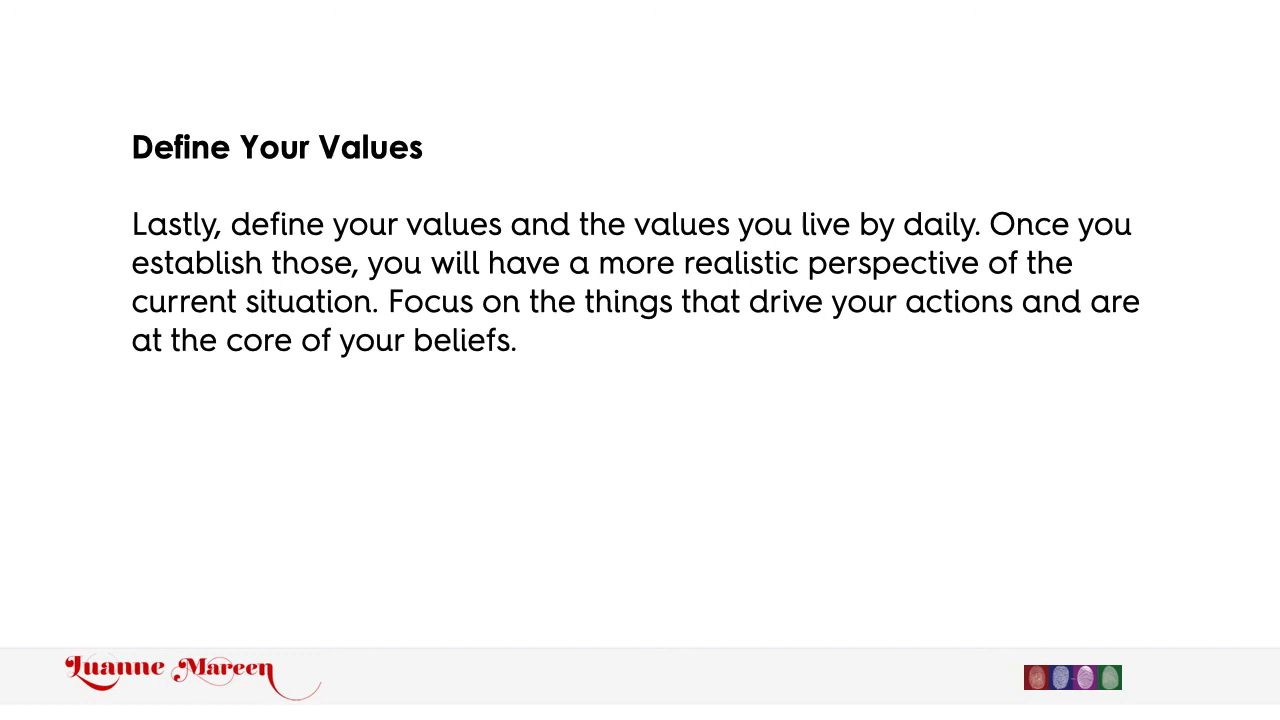 Define Your Values
Lastly, define your values and the values you live by daily. Once you
establish those, you will have a more realistic perspective of the
current situation. Focus on the things that drive your actions and are
at the core of your beliefs.
Luanne Mareen